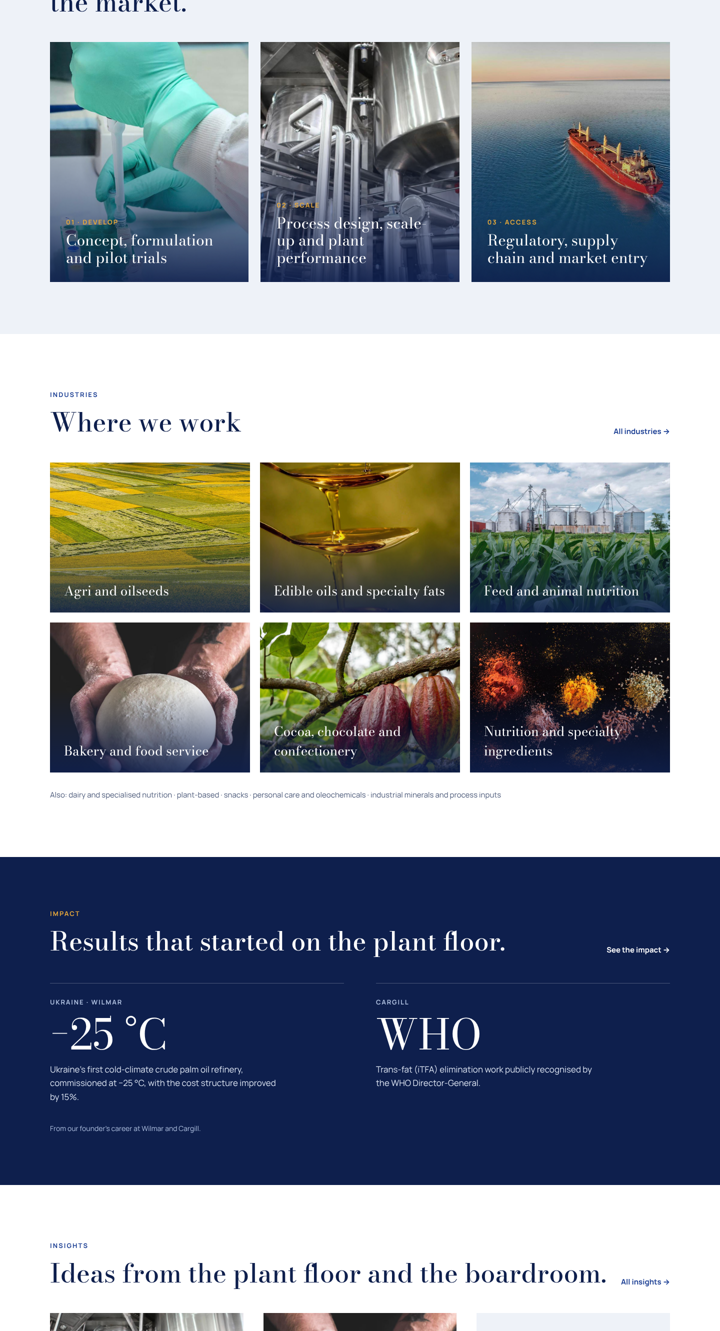 the market.
01 · DEVELOP
Concept, formulation
and pilot trials
02 · SCALE
Process design, scale-
up and plant
performance
03 · ACCESS
Regulatory, supply
chain and market entry
INDUSTRIES
Where we work
All industries →
Agri and oilseeds
Edible oils and specialty fats
Feed and animal nutrition
Bakery and food service
Cocoa, chocolate and
confectionery
Nutrition and specialty
ingredients
Also: dairy and specialised nutrition · plant-based · snacks · personal care and oleochemicals · industrial minerals and process inputs
IMPACT
Results that started on the plant floor.
See the impact →
UKRAINE · WILMAR
−25 °C
Ukraine's first cold-climate crude palm oil refinery,
commissioned at −25 °C, with the cost structure improved
by 15%.
From our founder's career at Wilmar and Cargill.
CARGILL
WHO
Trans-fat (iTFA) elimination work publicly recognised by
the WHO Director-General.
INSIGHTS
Ideas from the plant floor and the boardroom.
All insights →